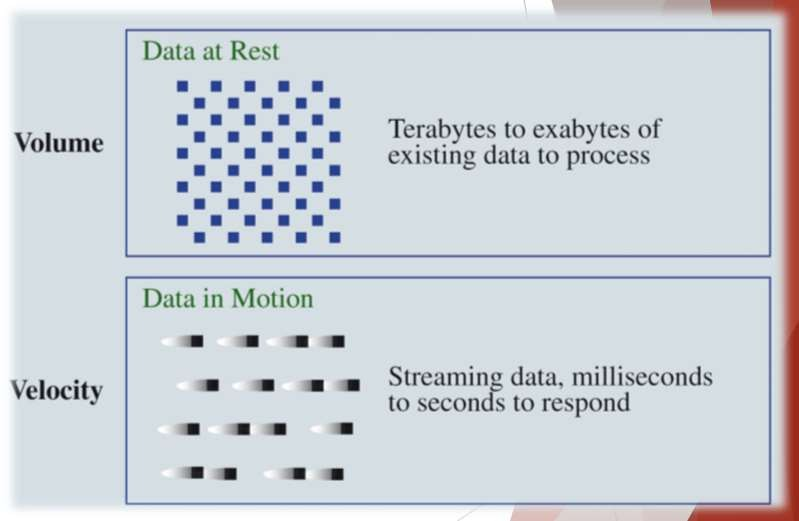 Data at Rest
Volume
Terabytes to exabytes of
existing data to process
Data in Motion
Velocity
Streaming data, milliseconds
to seconds to respond